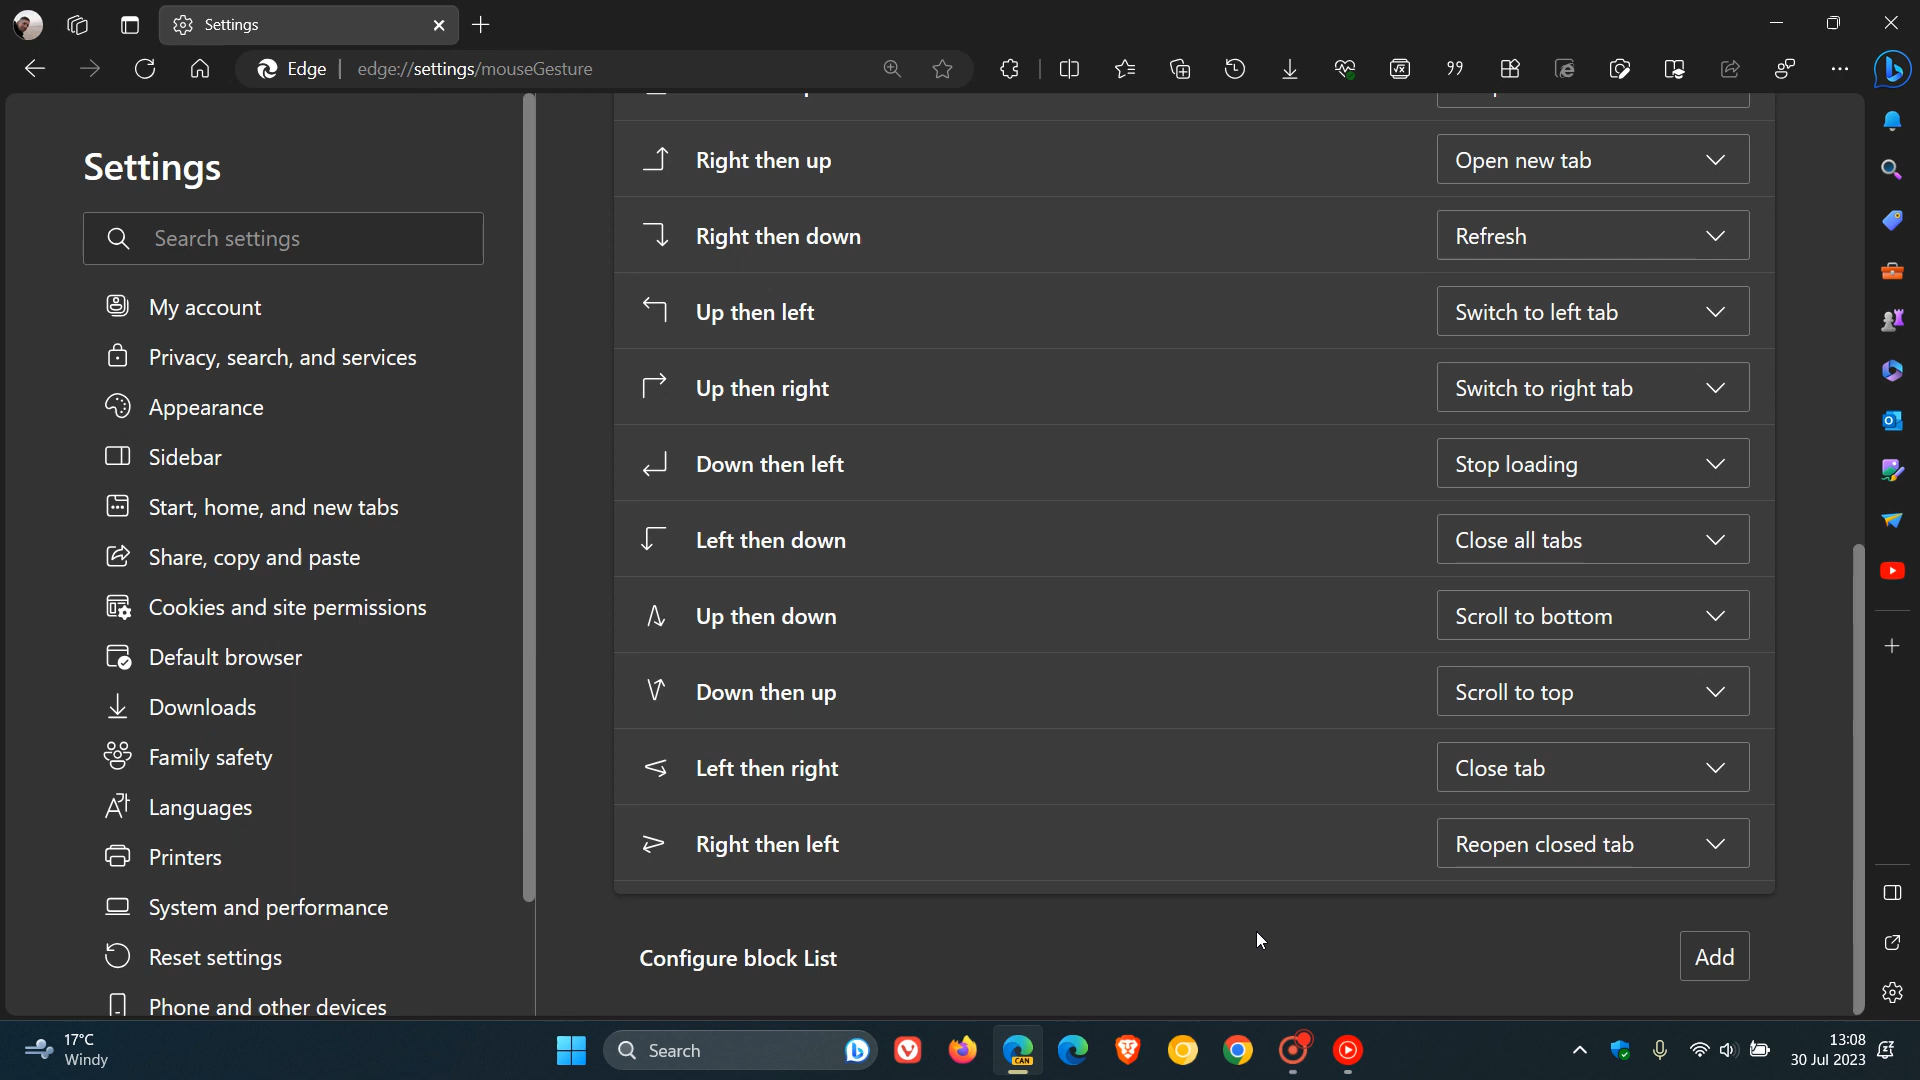 Settings
Edge | edge://settings/mouseGesture
Settings
Search settings
My account
Privacy, search, and services
Appearance
Sidebar
Start, home, and new tabs
Share, copy and paste
Cookies and site permissions
Default browser
Downloads
Family safety
Languages
Printers
System and performance
Reset settings
Phone and other devices
Right then up
Open new tab
Right then down
Refresh
Up then left
Switch to left tab
Up then right
Switch to right tab
Down then left
Stop loading
Left then down
Close all tabs
Up then down
Scroll to bottom
Down then up
Scroll to top
Left then right
Close tab
Right then left
Reopen closed tab
Configure block List
Add
17°C
Windy
Search
CAN
13:08
30 Jul 2023